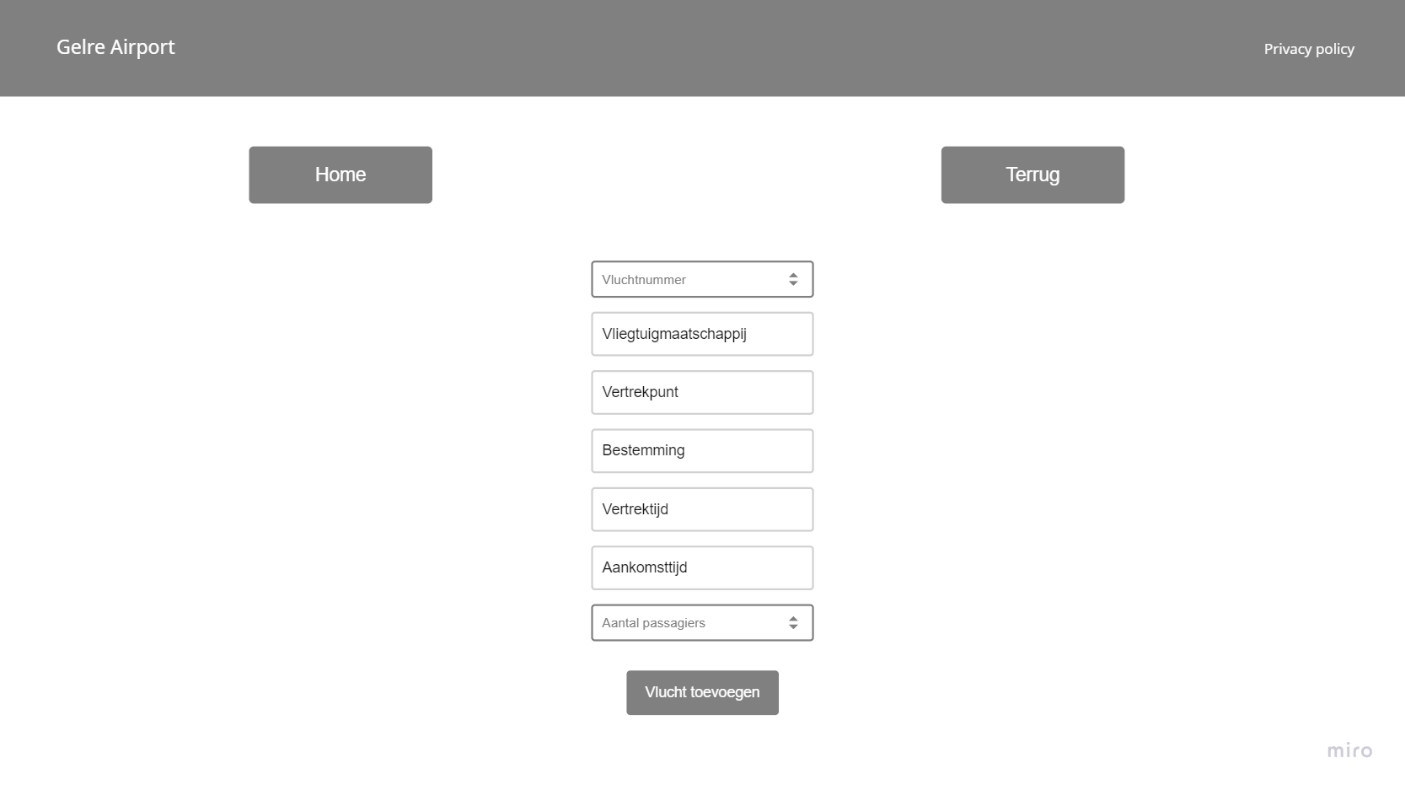 Gelre Airport
Privacy policy
Home
Terrug
Vluchtnummer
Vliegtuigmaatschappij
Vertrekpunt
Bestemming
Vertrektijd
Aankomsttijd
Aantal passagiers
Vlucht toevoegen
miro